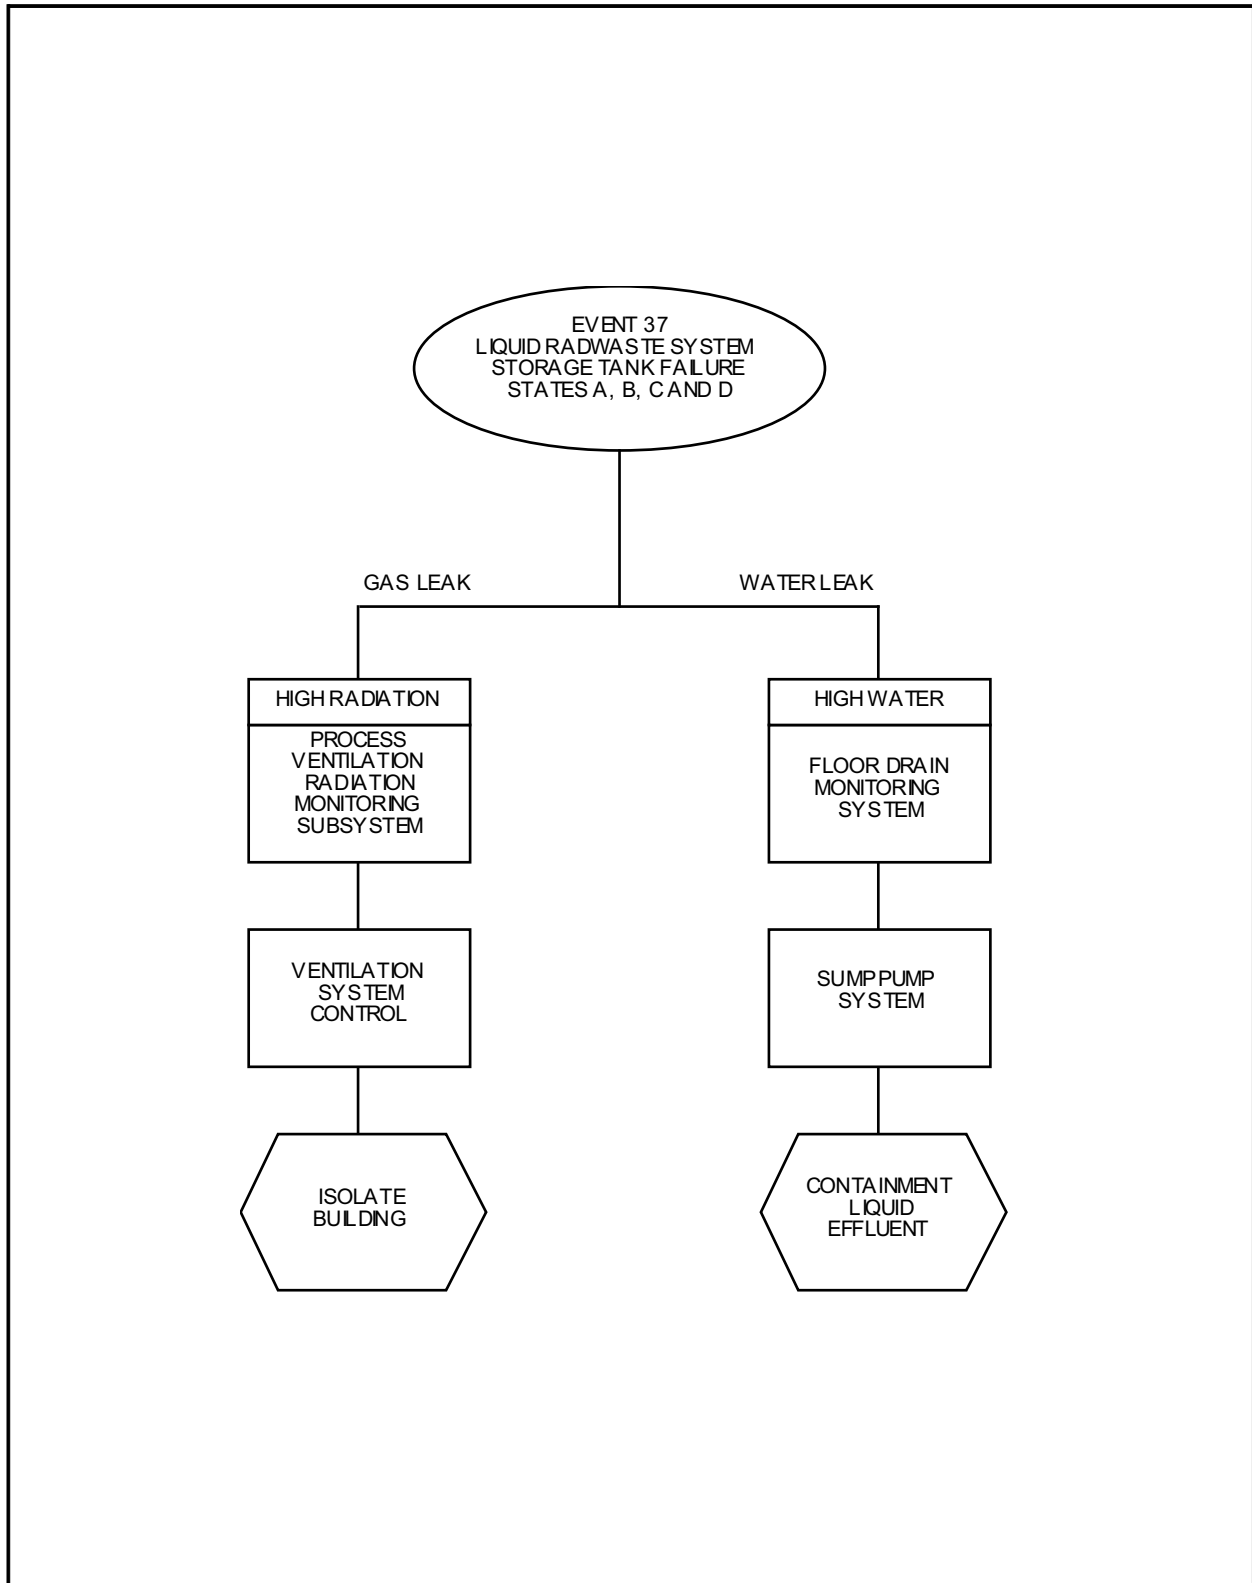 EVENT 37
LIQUID RADWASTE SYSTEM
STORAGE TANK FAILURE
STATES A, B, C AND D
GAS LEAK
WATER LEAK
HIGH RADIATION
PROCESS
VENTILATION
RADIATION
MONITORING
SUBSYSTEM
HIGH WATER
FLOOR DRAIN
MONITORING
SYSTEM
VENTILATION
SYSTEM
CONTROL
SUMP PUMP
SYSTEM
ISOLATE
BUILDING
CONTAINMENT
LIQUID
EFFLUENT